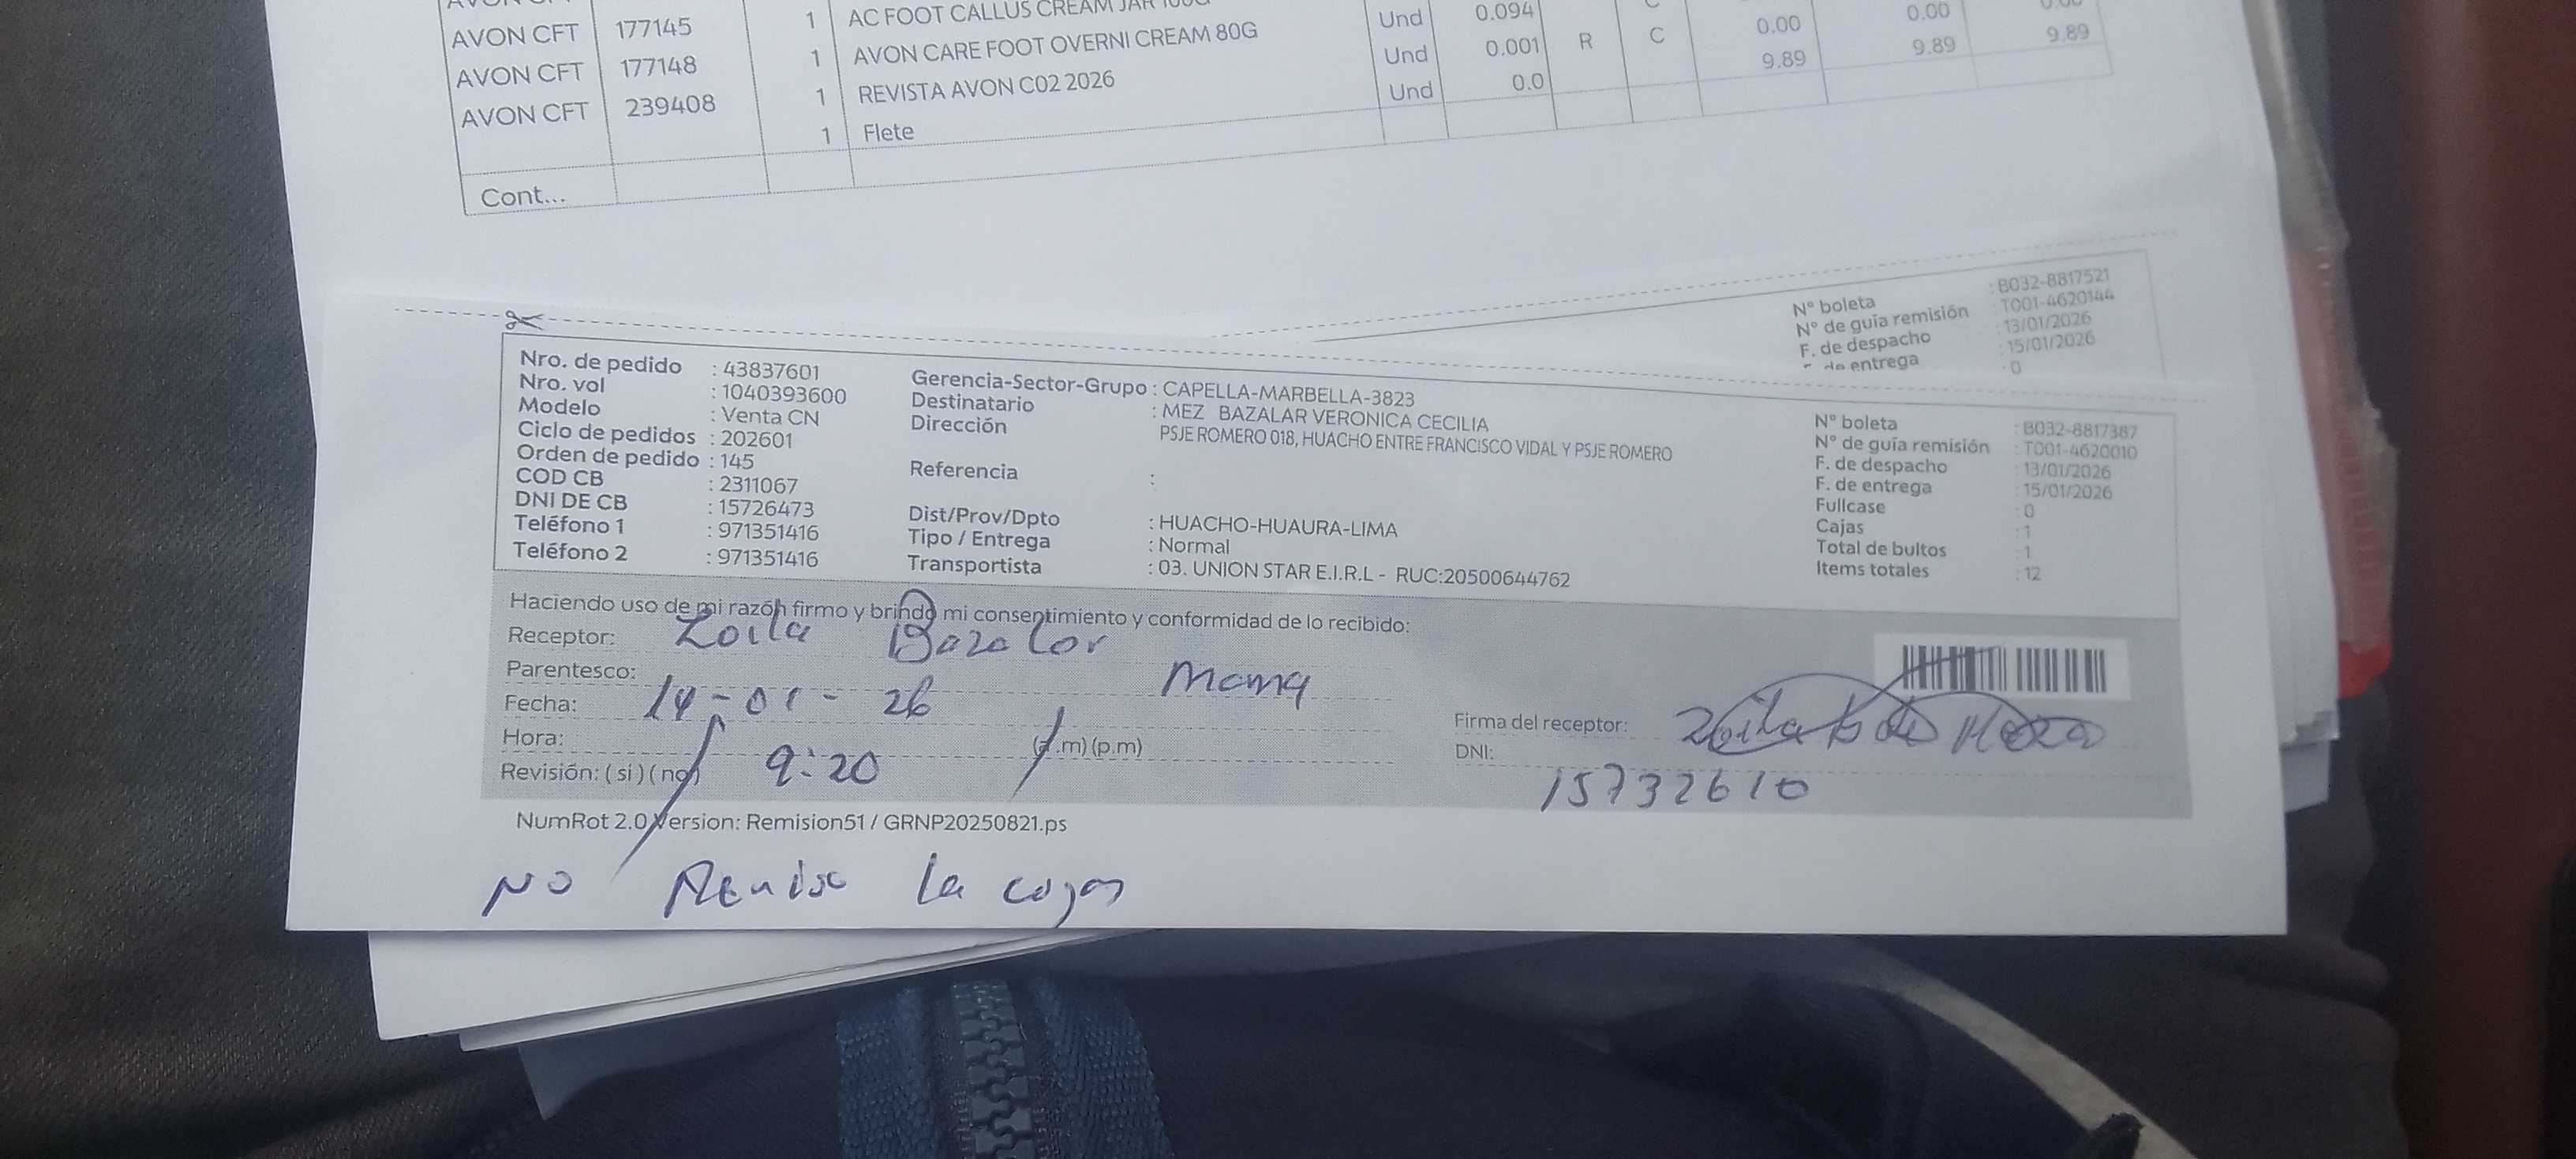 AVON CFT 177145 1 AC FOOT CALLUS CREAM JAR Und 0.094
AVON CFT 177148 1 AVON CARE FOOT OVERNI CREAM 80G Und 0.001 R C 0.00 0.00
AVON CFT 239408 1 REVISTA AVON C02 2026 Und 0.0 9.89 9.89 9.89
1 Flete
Cont...
N° boleta : B032-8817521
N° de guía remisión : T001-4620144
F. de despacho : 13/01/2026
de entrega : 15/01/2026
: 0
Nro. de pedido : 43837601
Nro. vol : 1040393600
Modelo : Venta CN
Ciclo de pedidos : 202601
Orden de pedido : 145
COD CB : 2311067
DNI DE CB : 15726473
Teléfono 1 : 971351416
Teléfono 2 : 971351416
Gerencia-Sector-Grupo : CAPELLA-MARBELLA-3823
Destinatario : MEZ BAZALAR VERONICA CECILIA
Dirección PSJE ROMERO 018, HUACHO ENTRE FRANCISCO VIDAL Y PSJE ROMERO
Referencia :
Dist/Prov/Dpto : HUACHO-HUAURA-LIMA
Tipo / Entrega : Normal
Transportista : 03. UNION STAR E.I.R.L - RUC:20500644762
N° boleta : B032-8817387
N° de guía remisión : T001-4620010
F. de despacho : 13/01/2026
F. de entrega : 15/01/2026
Fullcase : 0
Cajas : 1
Total de bultos : 1
Items totales : 12
Haciendo uso de mi razón firmo y brindo mi consentimiento y conformidad de lo recibido:
Receptor: Zoila Bazalor
Parentesco: Mama
Fecha: 14-01-26
Hora: 9:20 (a.m) (p.m)
Revisión: ( si ) ( no )
Firma del receptor: Zoila B de Meza
DNI: 15732610
NumRot 2.0 Version: Remision51 / GRNP20250821.ps
NO Reviso la cajas